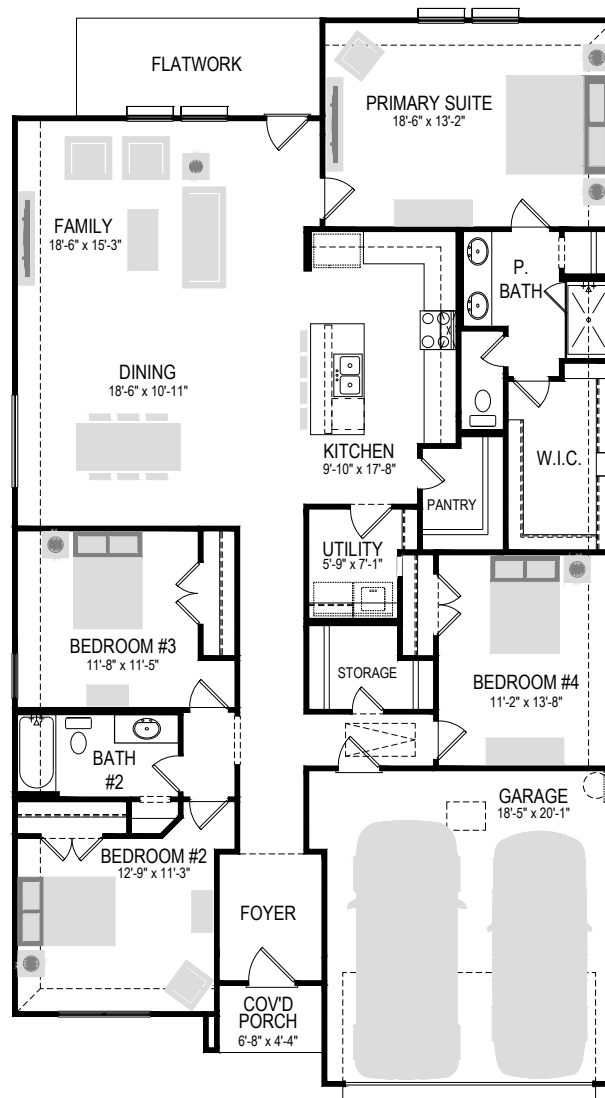 FLATWORK
PRIMARY SUITE
18'-6" x 13'-2"
FAMILY
18'-6" x 15'-3"
P.
BATH
DINING
18'-6" x 10'-11"
KITCHEN
9'-10" x 17'-8"
W.I.C.
PANTRY
UTILITY
5'-9" x 7'-1"
BEDROOM #3
11'-8" x 11'-5"
STORAGE
BEDROOM #4
11'-2" x 13'-8"
BATH
#2
GARAGE
18'-5" x 20'-1"
BEDROOM #2
12'-9" x 11'-3"
FOYER
COV'D
PORCH
6'-8" x 4'-4"